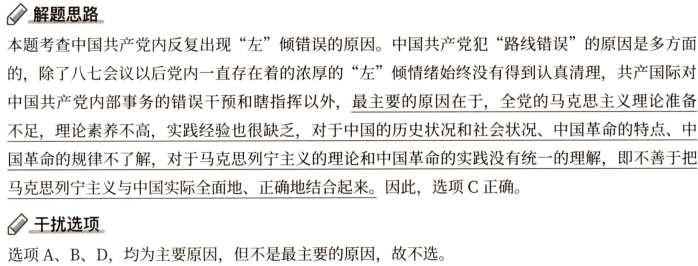 解题思路
本题考查中国共产党内反复出现“左”倾错误的原因。中国共产党犯“路线错误”的原因是多方面
的，除了八七会议以后党内一直存在着的浓厚的“左”倾情绪始终没有得到认真清理，共产国际对
中国共产党内部事务的错误干预和瞎指挥以外，最主要的原因在于，全党的马克思主义理论准备
不足，理论素养不高，实践经验也很缺乏，对于中国的历史状况和社会状况、中国革命的特点、中
国革命的规律不了解，对于马克思列宁主义的理论和中国革命的实践没有统一的理解，即不善于把
马克思列宁主义与中国实际全面地、正确地结合起来。因此，选项 C 正确。
干扰选项
选项 A、B、D，均为主要原因，但不是最主要的原因，故不选。